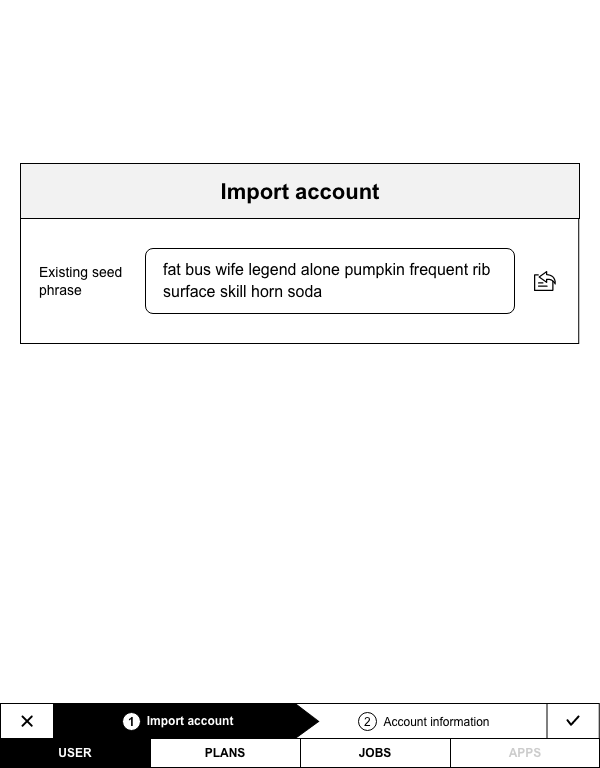 Import account
Existing seed
phrase
fat bus wife legend alone pumpkin frequent rib
surface skill horn soda
1 Import account
2 Account information
USER
PLANS
JOBS
APPS